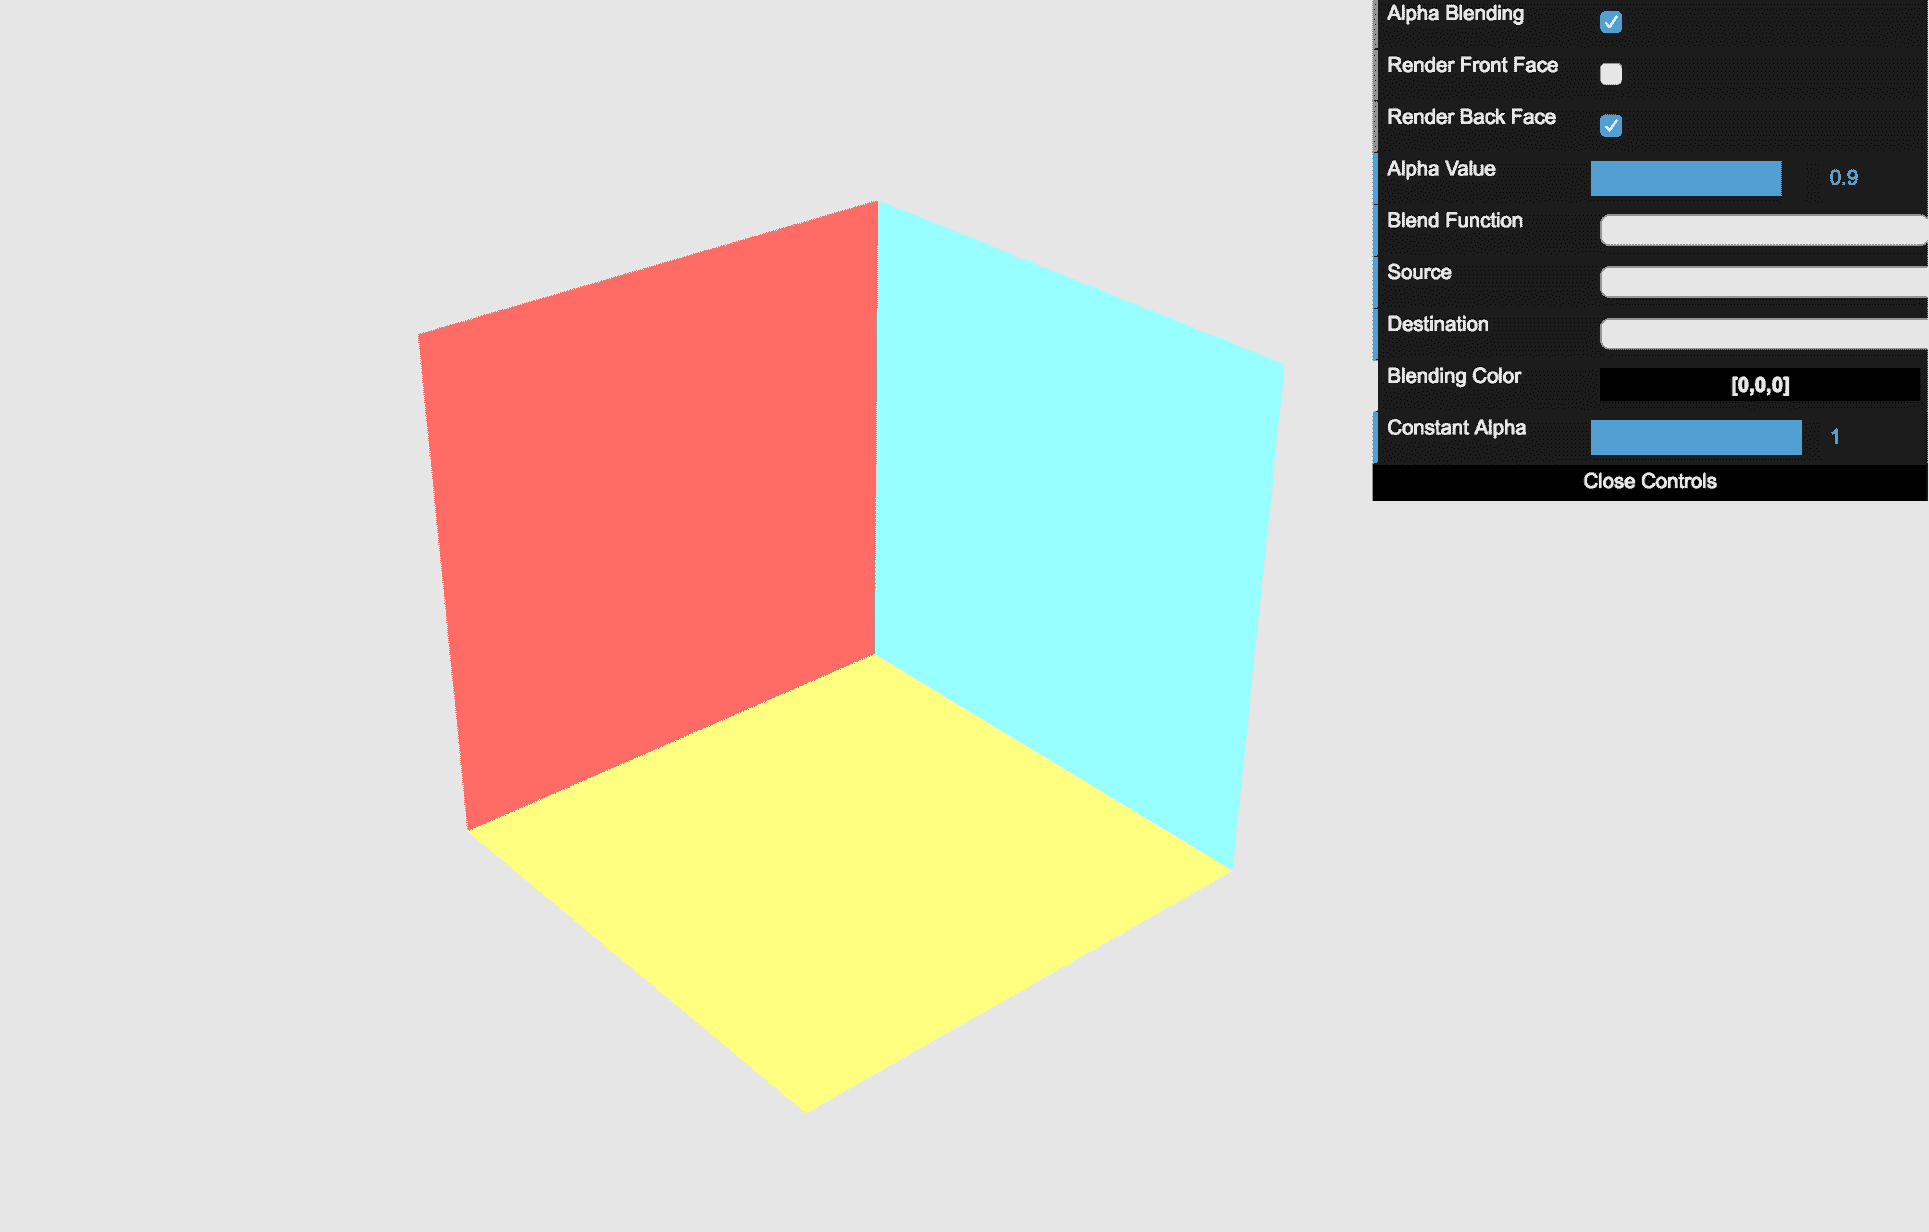 Alpha Blending
Render Front Face
Render Back Face
Alpha Value 0.9
Blend Function
Source
Destination
Blending Color [0,0,0]
Constant Alpha 1
Close Controls